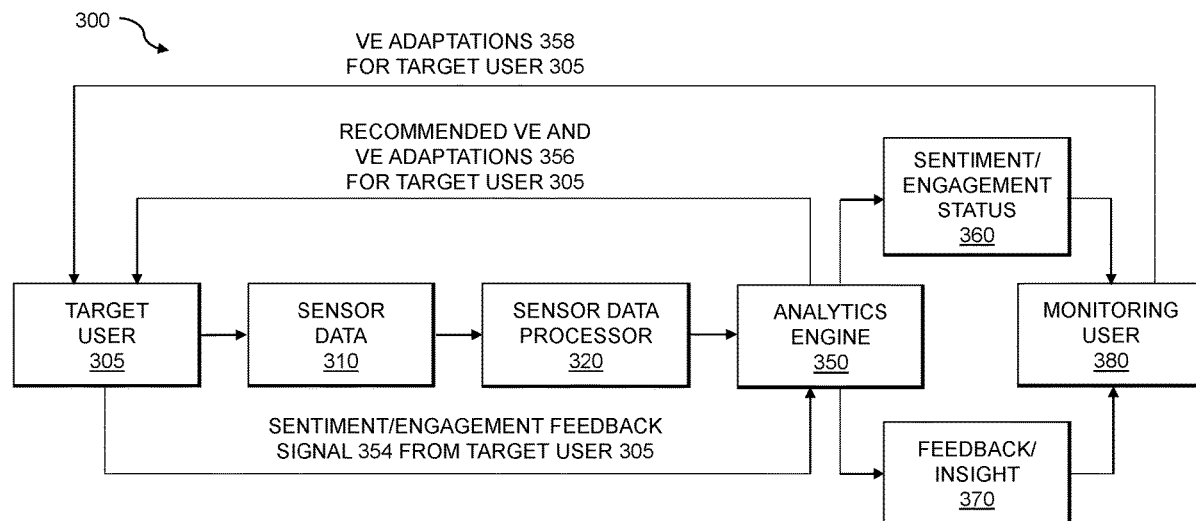 300
VE ADAPTATIONS 358
FOR TARGET USER 305
RECOMMENDED VE AND
VE ADAPTATIONS 356
FOR TARGET USER 305
SENTIMENT/
ENGAGEMENT
STATUS
360
TARGET
USER
305
SENSOR
DATA
310
SENSOR DATA
PROCESSOR
320
ANALYTICS
ENGINE
350
MONITORING
USER
380
SENTIMENT/ENGAGEMENT FEEDBACK
SIGNAL 354 FROM TARGET USER 305
FEEDBACK/
INSIGHT
370